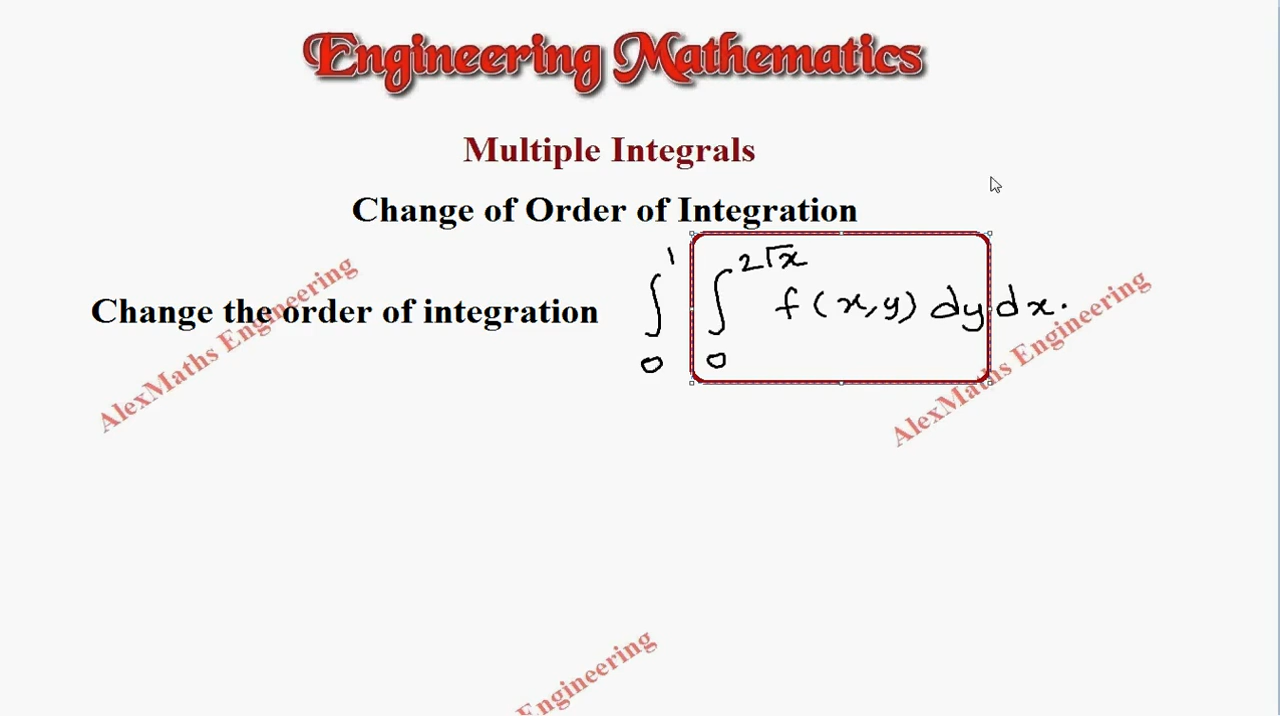 Engineering Mathematics
Multiple Integrals
Change of Order of Integration
Change the order of integration ∫₀¹ ∫₀^{2√x} f(x,y) dy dx.
AlexMaths Engineering
AlexMaths Engineering
Engineering